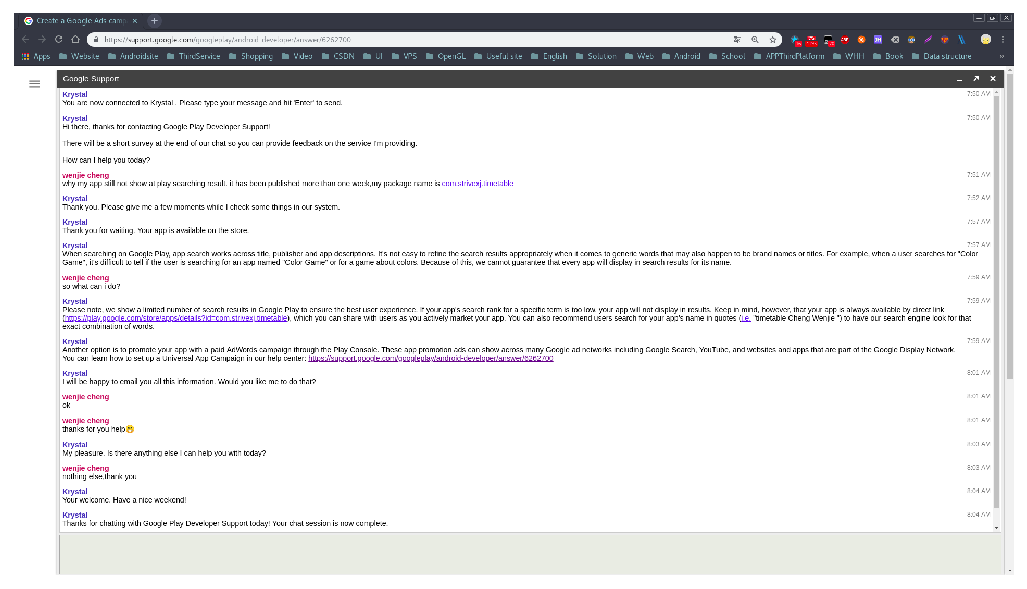 Create a Google Ads camp
https://support.google.com/googleplay/android-developer/answer/6262700
Apps Website Androidsite ThirdService Shopping Video CSDN UI VPS OpenGL Useful site English Solution Web Android School APPThirdPlatform WHH Book Data structure »
Google Support
Krystal 7:50 AM
You are now connected to Krystal . Please type your message and hit 'Enter' to send.
Krystal 7:50 AM
Hi there, thanks for contacting Google Play Developer Support!
There will be a short survey at the end of our chat so you can provide feedback on the service I'm providing.
How can I help you today?
wenjie cheng 7:51 AM
why my app still not show at play searching result, it has been published more than one week,my package name is com.strivexj.timetable
Krystal 7:52 AM
Thank you. Please give me a few moments while I check some things in our system.
Krystal 7:57 AM
Thank you for waiting. Your app is available on the store.
Krystal 7:57 AM
When searching on Google Play, app search works across title, publisher and app descriptions. It's not easy to refine the search results appropriately when it comes to generic words that may also happen to be brand names or titles. For example, when a user searches for "Color
Game", it's difficult to tell if the user is searching for an app named "Color Game" or for a game about colors. Because of this, we cannot guarantee that every app will display in search results for its name.
wenjie cheng 7:59 AM
so what can i do?
Krystal 7:59 AM
Please note, we show a limited number of search results in Google Play to ensure the best user experience. If your app's search rank for a specific term is too low, your app will not display in results. Keep in mind, however, that your app is always available by direct link
(https://play.google.com/store/apps/details?id=com.strivexj.timetable), which you can share with users as you actively market your app. You can also recommend users search for your app's name in quotes (i.e. "timetable Cheng Wenjie ") to have our search engine look for that
exact combination of words.
Krystal 7:59 AM
Another option is to promote your app with a paid AdWords campaign through the Play Console. These app promotion ads can show across many Google ad networks including Google Search, YouTube, and websites and apps that are part of the Google Display Network.
You can learn how to set up a Universal App Campaign in our help center: https://support.google.com/googleplay/android-developer/answer/6262700
Krystal 8:01 AM
I will be happy to email you all this information. Would you like me to do that?
wenjie cheng 8:01 AM
ok
wenjie cheng 8:01 AM
thanks for you help
Krystal 8:03 AM
My pleasure. Is there anything else I can help you with today?
wenjie cheng 8:03 AM
nothing else,thank you
Krystal 8:04 AM
Your welcome. Have a nice weekend!
Krystal 8:04 AM
Thanks for chatting with Google Play Developer Support today! Your chat session is now complete.